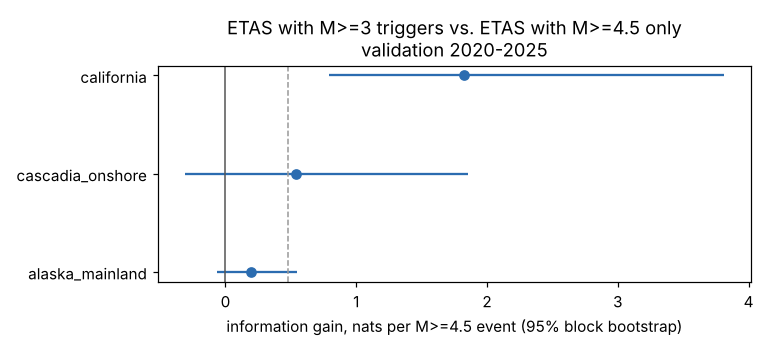 ETAS with M>=3 triggers vs. ETAS with M>=4.5 only
validation 2020-2025
california
cascadia_onshore
alaska_mainland
0 1 2 3 4
information gain, nats per M>=4.5 event (95% block bootstrap)